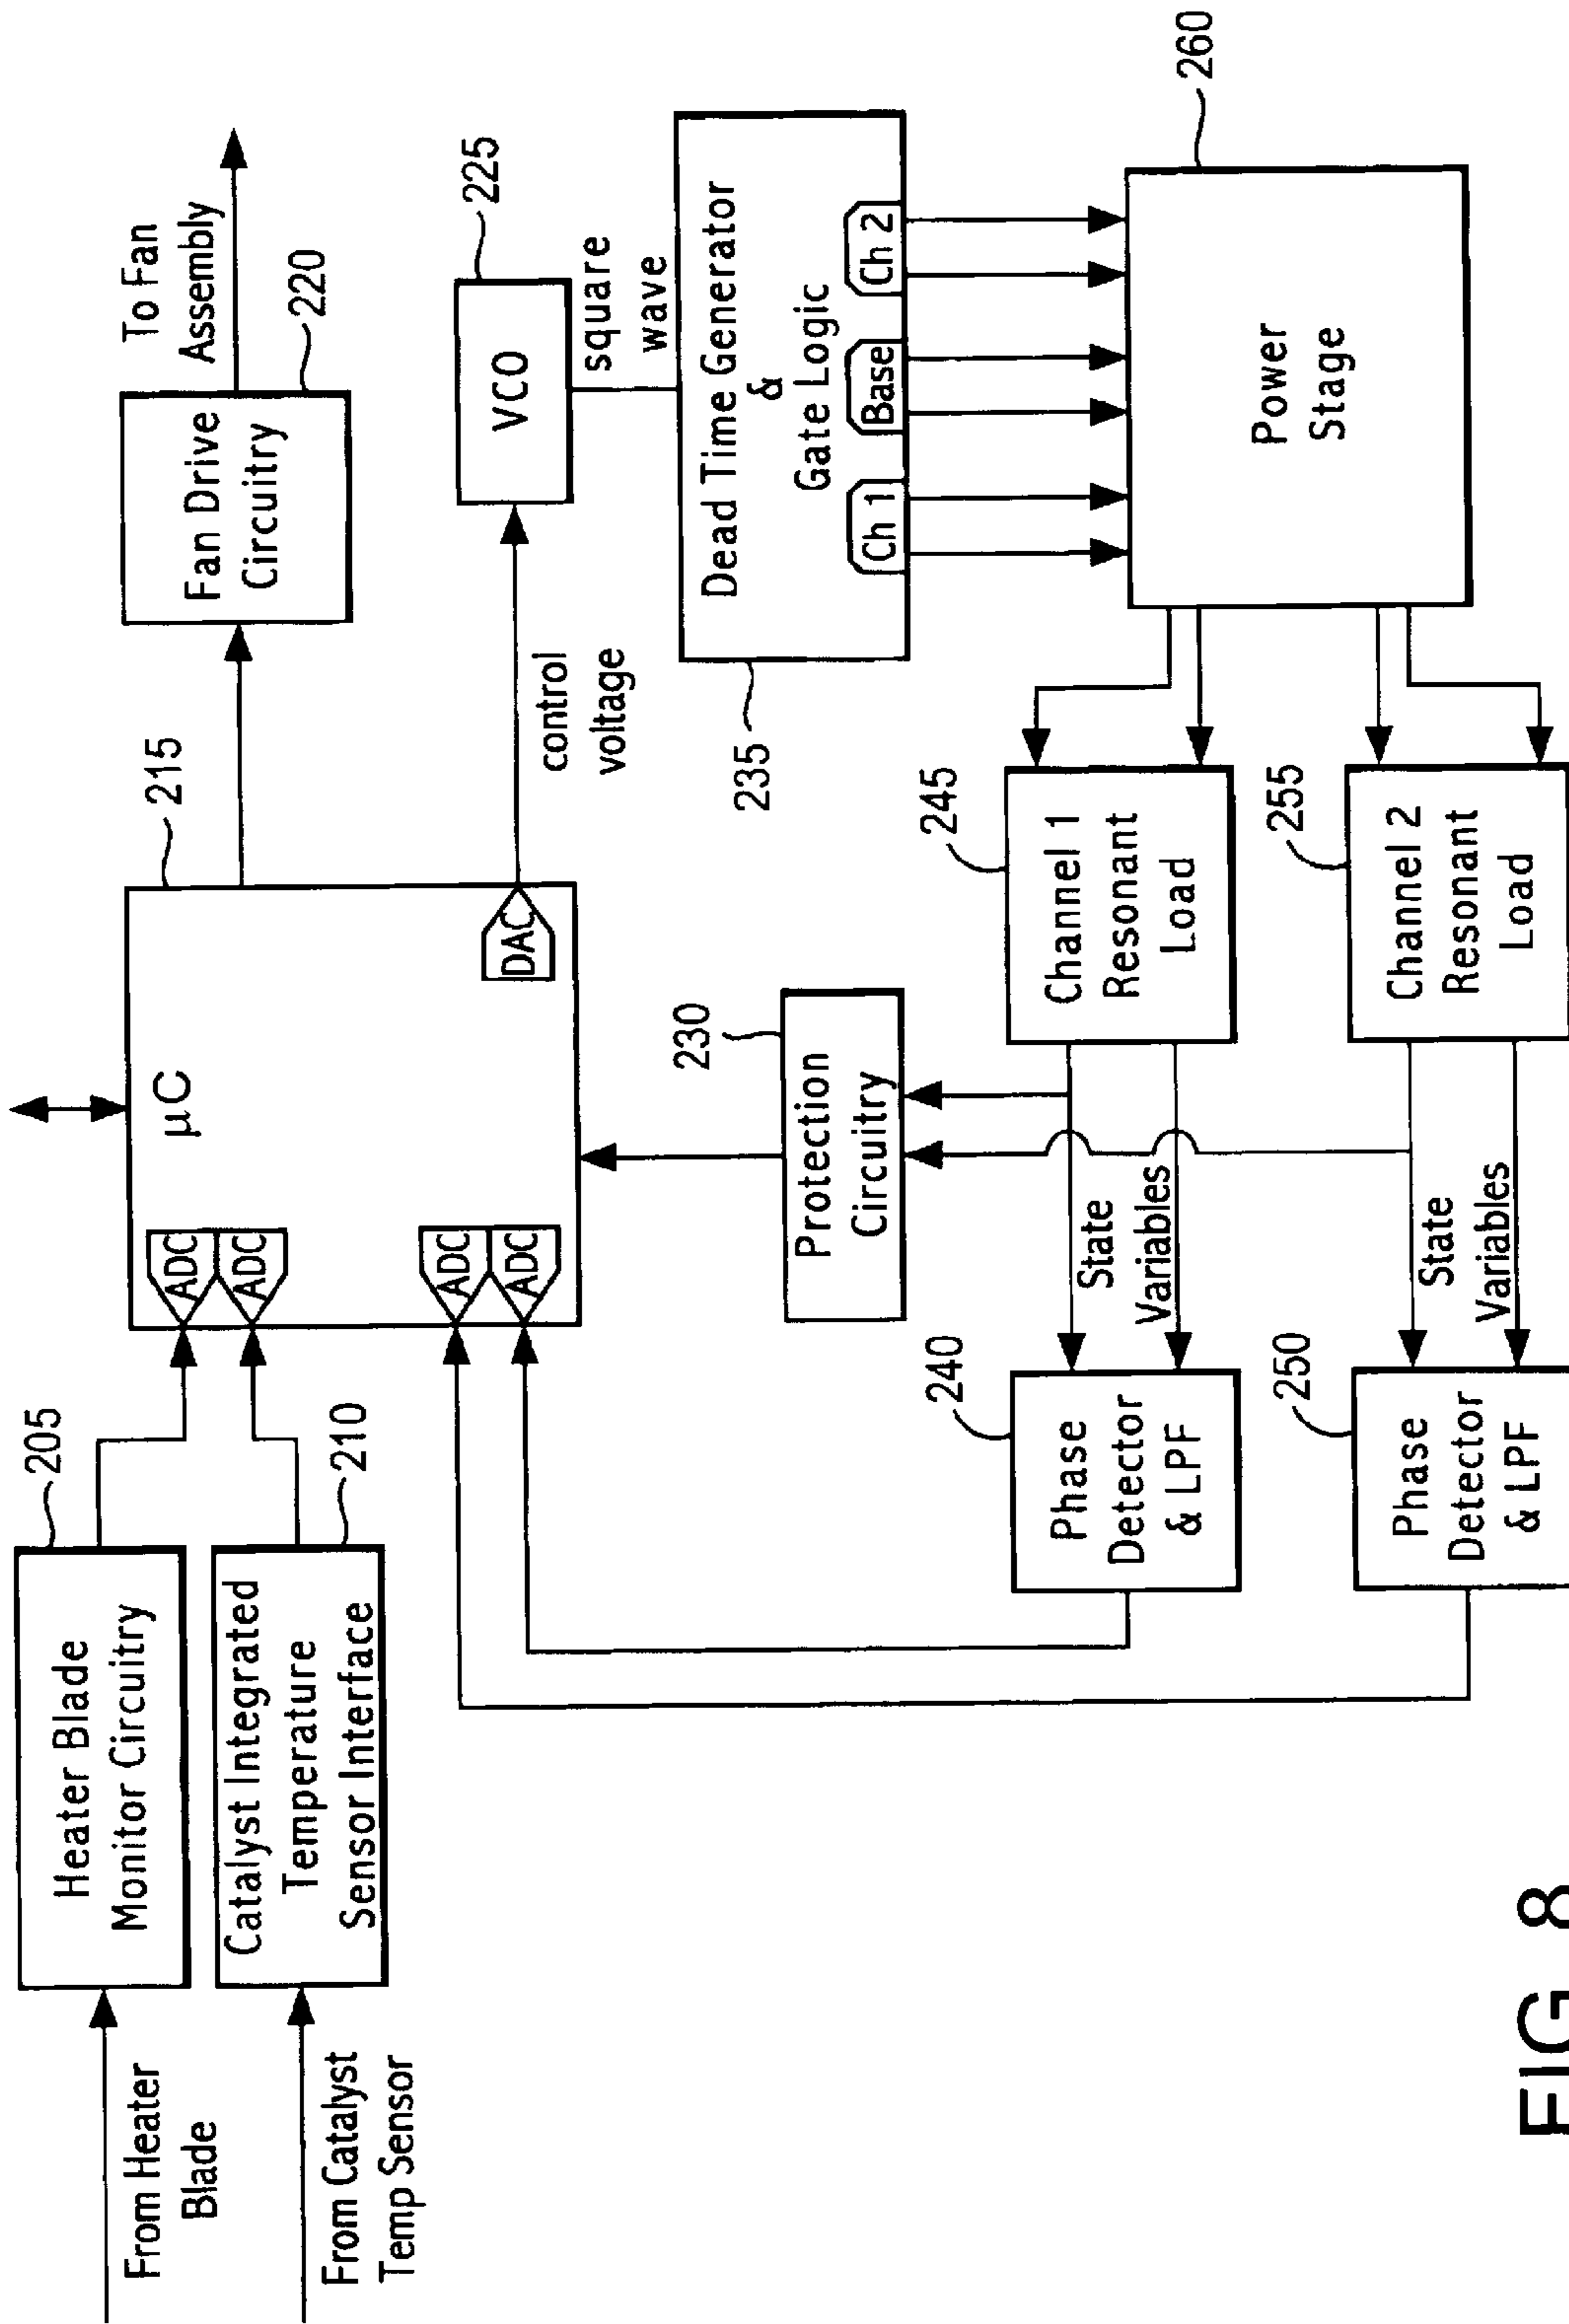 From Heater
Blade
Heater Blade
Monitor Circuitry
205
From Catalyst
Temp Sensor
Catalyst Integrated
Temperature
Sensor Interface
210
ADC
ADC
ADC
ADC
µC
DAC
215
Fan Drive
Circuitry
220
To Fan
Assembly
control
voltage
VCO
225
square
wave
Dead Time Generator
&
Gate Logic
Ch 1
Base
Ch 2
235
Protection
Circuitry
230
Phase
Detector
& LPF
240
State
Variables
Channel 1
Resonant
Load
245
Power
Stage
260
Phase
Detector
& LPF
250
State
Variables
Channel 2
Resonant
Load
255
FIG. 8